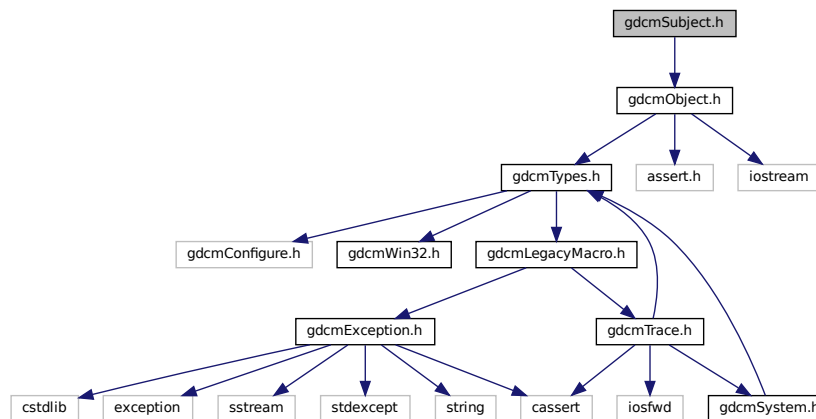 gdcmSubject.h
gdcmObject.h
gdcmTypes.h
assert.h
iostream
gdcmConfigure.h
gdcmWin32.h
gdcmLegacyMacro.h
gdcmException.h
gdcmTrace.h
cstdlib
exception
sstream
stdexcept
string
cassert
iosfwd
gdcmSystem.h